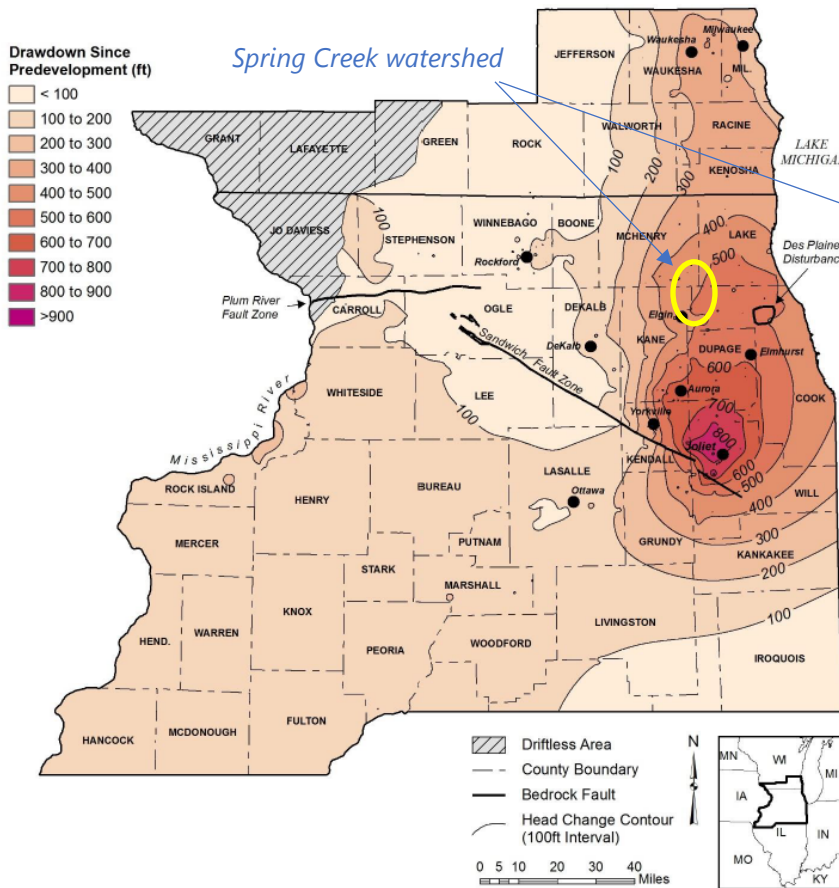 Drawdown Since
Predevelopment (ft)
< 100
100 to 200
200 to 300
300 to 400
400 to 500
500 to 600
600 to 700
700 to 800
800 to 900
>900
Spring Creek watershed
JEFFERSON
Waukesha
Milwaukee
WAUKESHA
MIL.
GRANT
LAFAYETTE
GREEN
ROCK
WALWORTH
RACINE
KENOSHA
LAKE
MICHIGAN
100
200
300
JO DAVIESS
100
STEPHENSON
WINNEBAGO
BOONE
MCHENRY
400
LAKE
500
Rockford
Des Plaines
Disturbance
Plum River
Fault Zone
CARROLL
OGLE
DEKALB
Elgin
KANE
Sandwich Fault Zone
DeKalb
DUPAGE
Elmhurst
600
COOK
WHITESIDE
LEE
100
Aurora
700
Yorkville
800
Joliet
Mississippi River
KENDALL
600
500
WILL
400
300
200
ROCK ISLAND
HENRY
BUREAU
LASALLE
Ottawa
GRUNDY
KANKAKEE
MERCER
PUTNAM
STARK
MARSHALL
100
HEND.
WARREN
KNOX
PEORIA
WOODFORD
LIVINGSTON
IROQUOIS
HANCOCK
MCDONOUGH
FULTON
Driftless Area
County Boundary
Bedrock Fault
Head Change Contour
(100ft Interval)
0 5 10 20 30 40
Miles
N
MN
WI
MI
IA
IL
IN
MO
KY